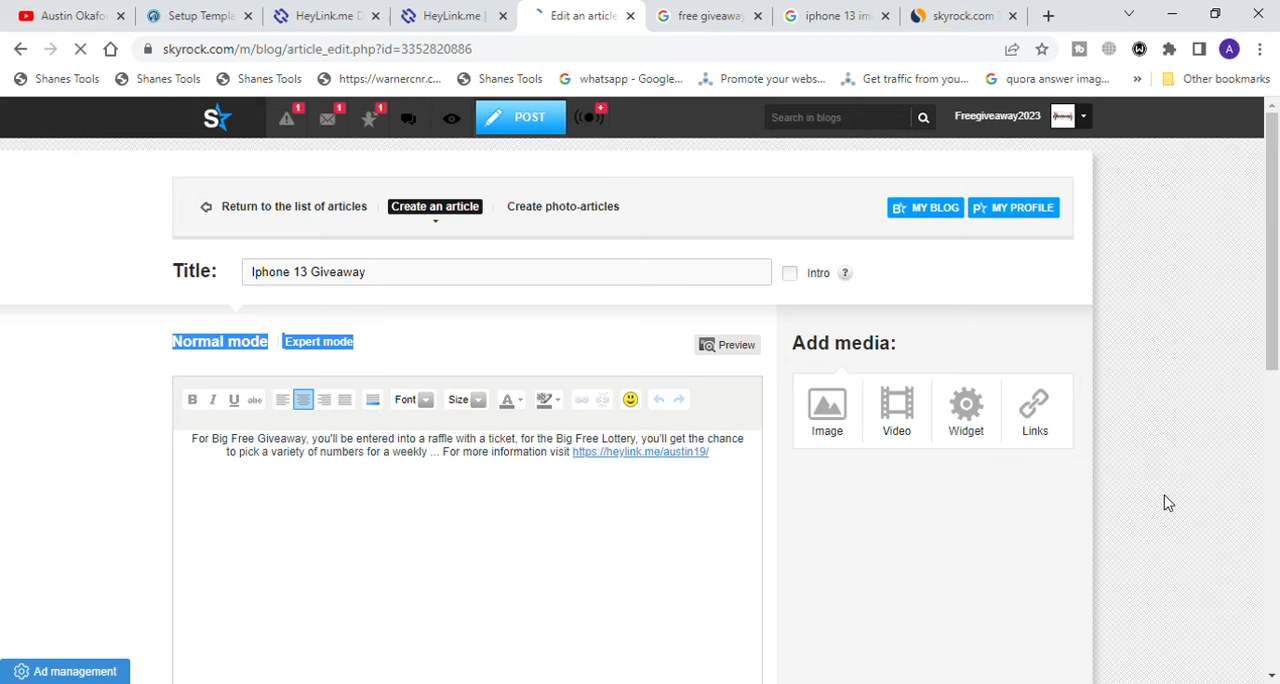 Austin Okafo
Setup Templa
HeyLink.me D
HeyLink.me |
Edit an article
free giveaway
iphone 13 im
skyrock.com T
skyrock.com/m/blog/article_edit.php?id=3352820886
A
Shanes Tools
Shanes Tools
Shanes Tools
https://warnercnr.c...
Shanes Tools
whatsapp - Google...
Promote your webs...
Get traffic from you...
quora answer imag...
»
Other bookmarks
S
1
1
1
POST
+
Search in blogs
Freegiveaway2023
Return to the list of articles
Create an article
Create photo-articles
MY BLOG
MY PROFILE
Title:
Iphone 13 Giveaway
Intro
?
Normal mode
Expert mode
Preview
Add media:
B I U abc
Font
Size
A
Image
Video
Widget
Links
For Big Free Giveaway, you'll be entered into a raffle with a ticket, for the Big Free Lottery, you'll get the chance
to pick a variety of numbers for a weekly ... For more information visit https://heylink.me/austin19/
Ad management